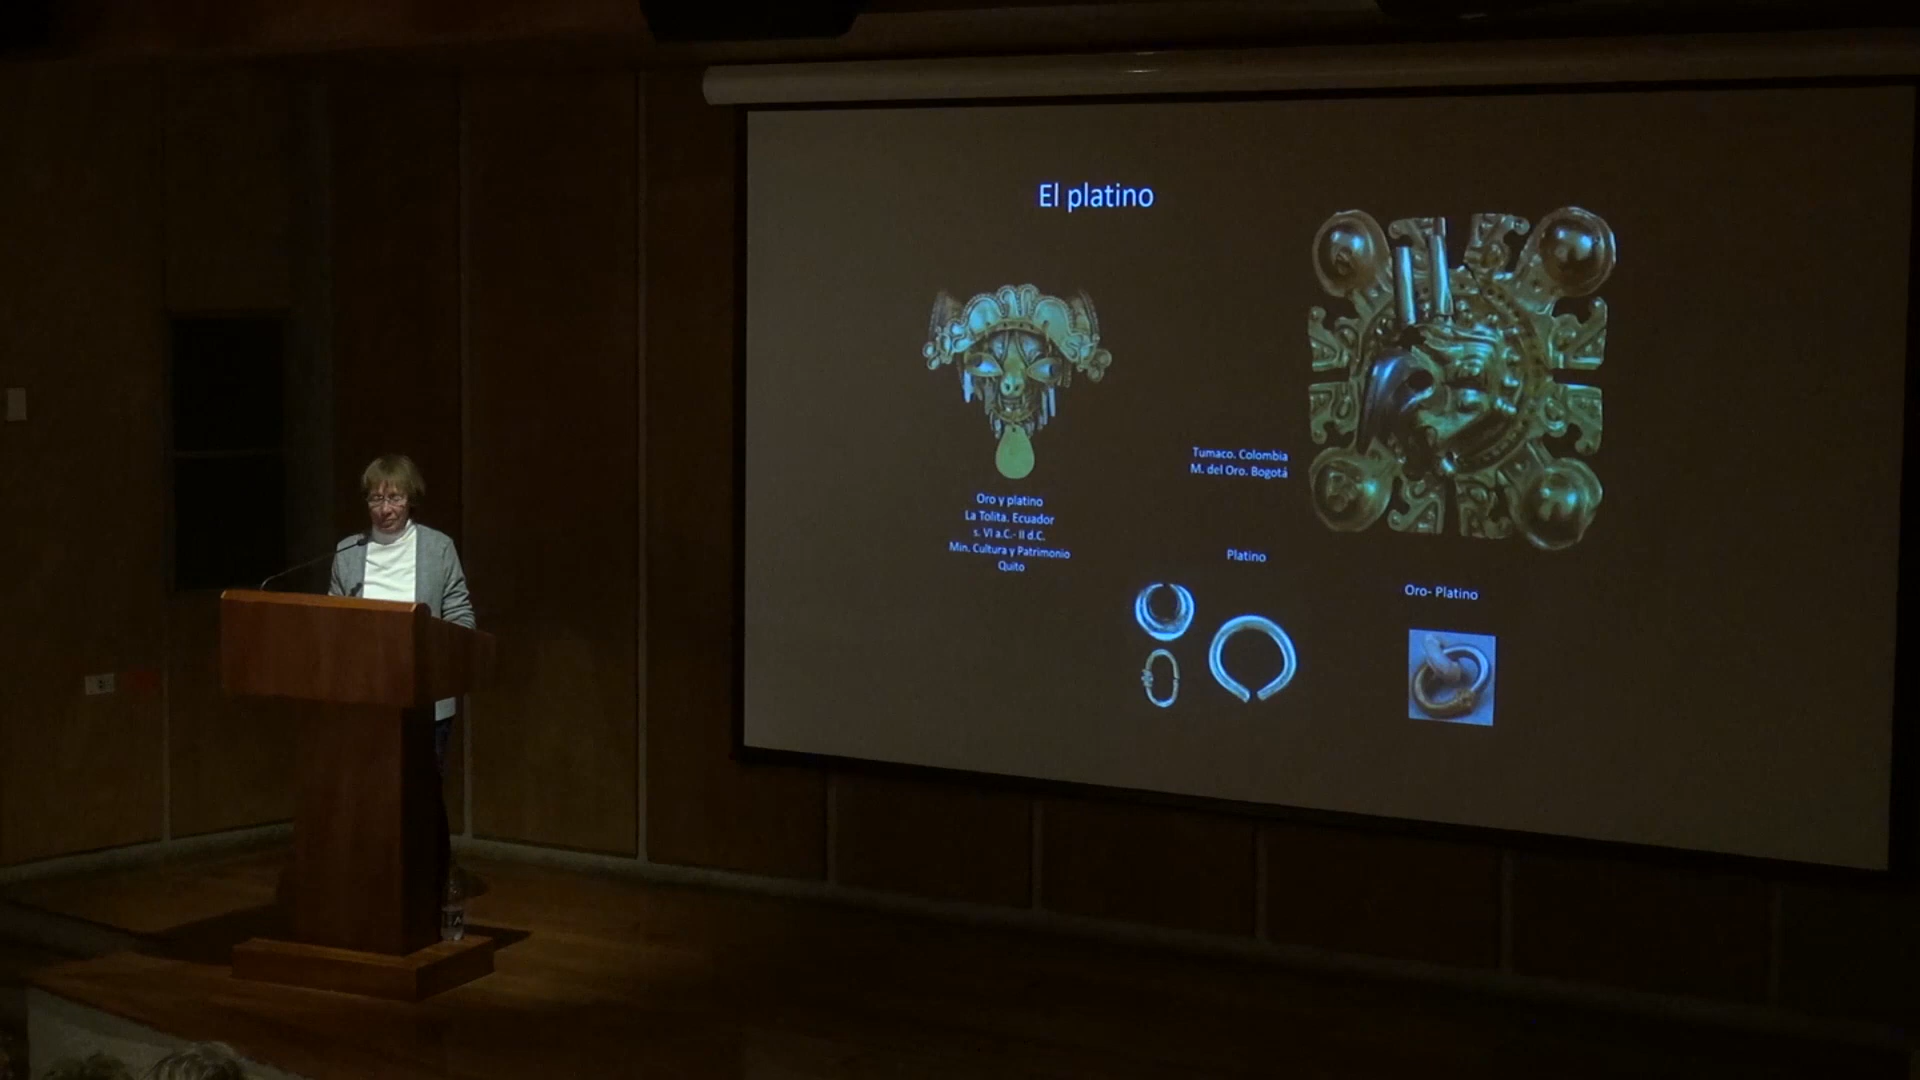 El platino
Oro y platino
La Tolita. Ecuador
s. VI a.C.- II d.C.
Min. Cultura y Patrimonio
Quito
Tumaco. Colombia
M. del Oro. Bogotá
Platino
Oro- Platino